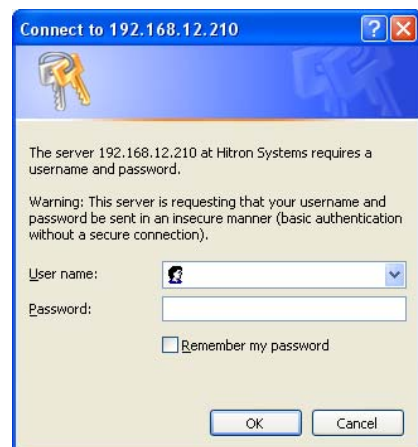 Connect to 192.168.12.210
The server 192.168.12.210 at Hitron Systems requires a
username and password.
Warning: This server is requesting that your username and
password be sent in an insecure manner (basic authentication
without a secure connection).
User name:
Password:
Remember my password
OK Cancel